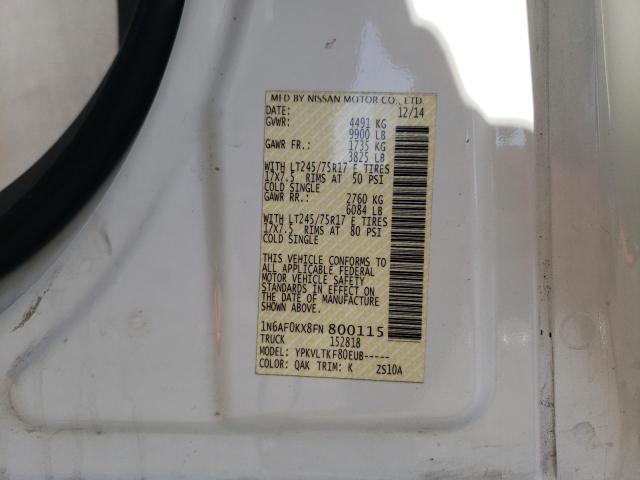 MFD BY NISSAN MOTOR CO., LTD.
DATE: 12/14
GVWR: 4491 KG
9900 LB
GAWR FR.: 1735 KG
3825 LB
WITH LT245/75R17 E TIRES
17X7.5 RIMS AT 50 PSI
COLD SINGLE
GAWR RR.: 2760 KG
6084 LB
WITH LT245/75R17 E TIRES
17X7.5 RIMS AT 80 PSI
COLD SINGLE
THIS VEHICLE CONFORMS TO
ALL APPLICABLE FEDERAL
MOTOR VEHICLE SAFETY
STANDARDS IN EFFECT ON
THE DATE OF MANUFACTURE
SHOWN ABOVE.
1N6AF0KX8FN 800115
TRUCK 152818
MODEL: YPKVLTKF80EUB-----
COLOR: QAK TRIM: K ZS10A